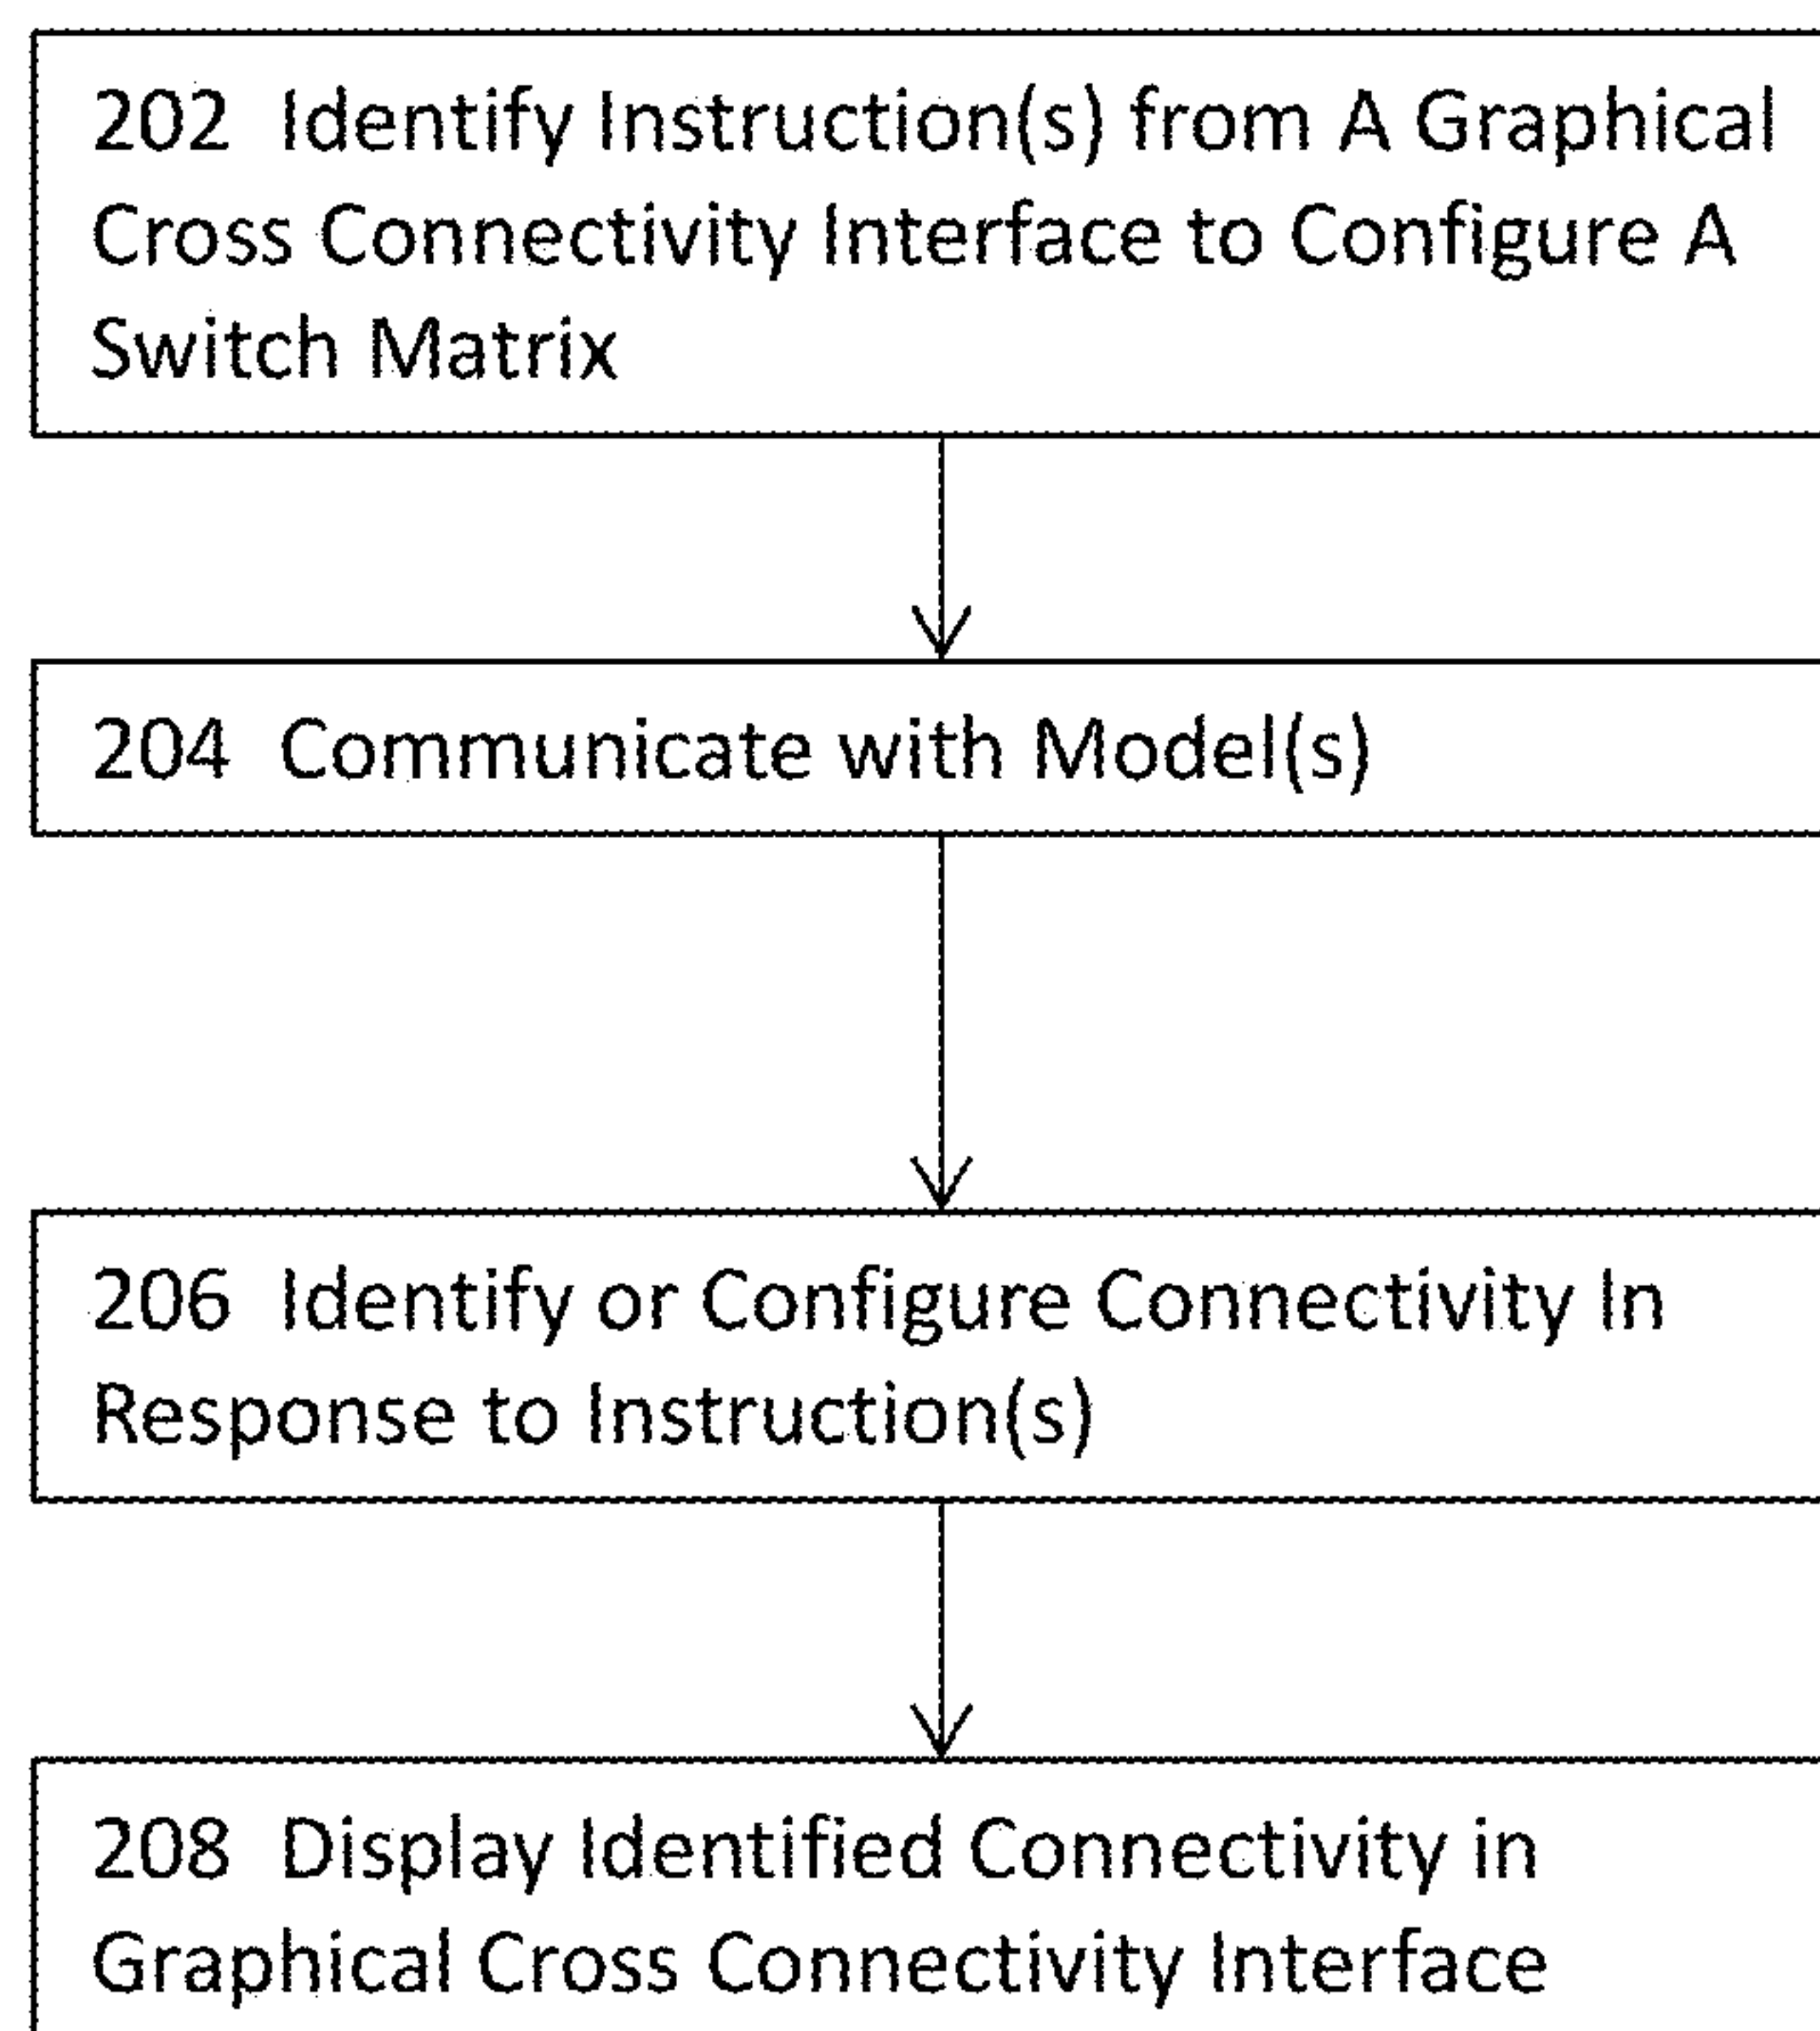 202 Identify Instruction(s) from A Graphical
Cross Connectivity Interface to Configure A
Switch Matrix
204 Communicate with Model(s)
206 Identify or Configure Connectivity In
Response to Instruction(s)
208 Display Identified Connectivity in
Graphical Cross Connectivity Interface